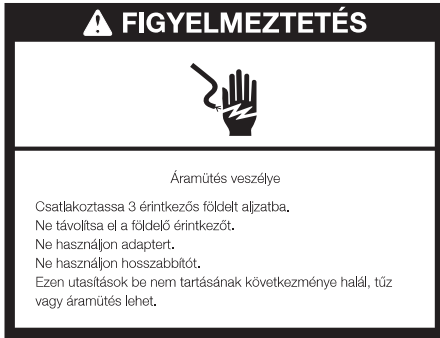 FIGYELMEZTETÉS
Áramütés veszélye
Csatlakoztassa 3 érintkezős földelt aljzatba.
Ne távolítsa el a földelő érintkezőt.
Ne használjon adaptert.
Ne használjon hosszabbítót.
Ezen utasítások be nem tartásának következménye halál, tűz
vagy áramütés lehet.